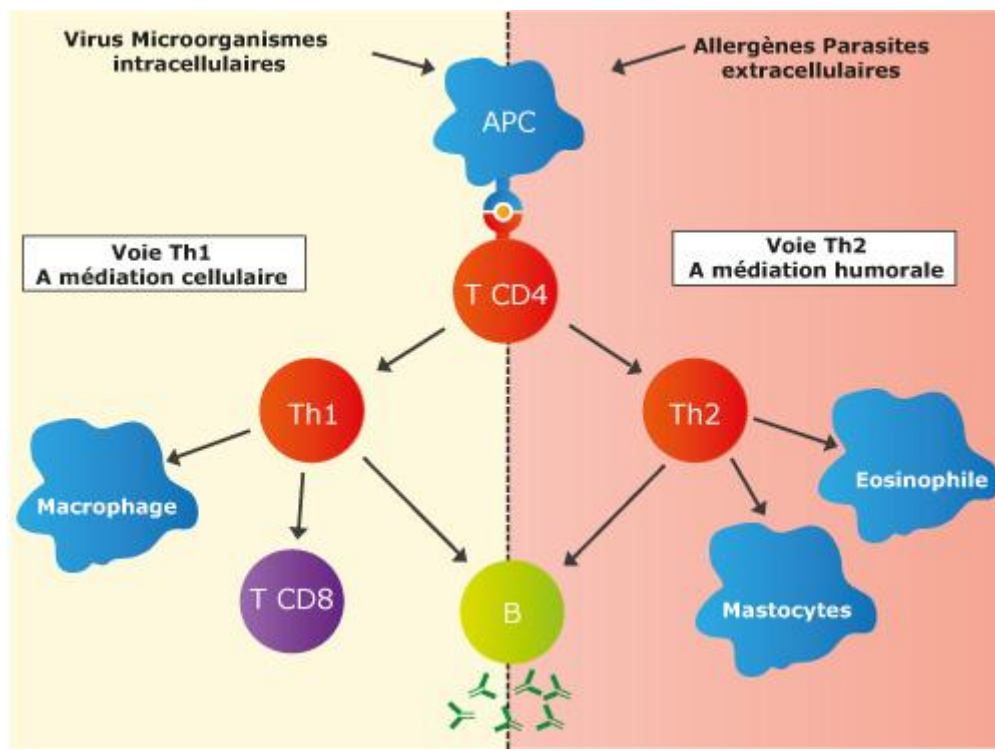 Virus Microorganismes
intracellulaires
Allergènes Parasites
extracellulaires
APC
Voie Th1
A médiation cellulaire
Voie Th2
A médiation humorale
T CD4
Th1
Th2
Macrophage
Eosinophile
T CD8
B
Mastocytes